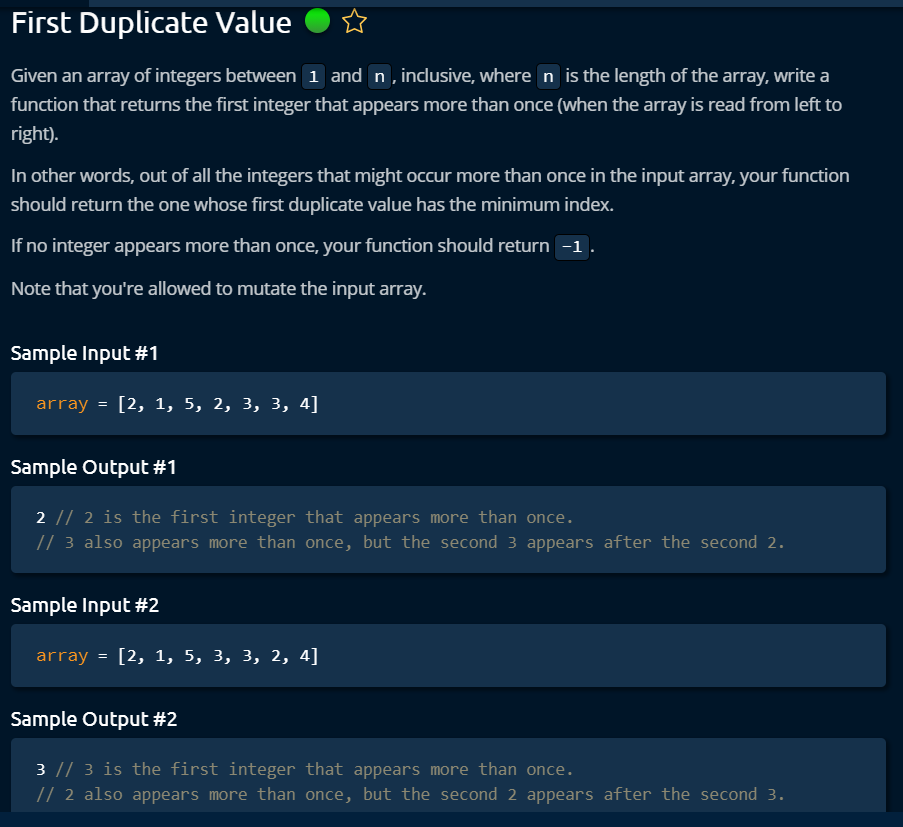 First Duplicate Value
Given an array of integers between 1 and n, inclusive, where n is the length of the array, write a
function that returns the first integer that appears more than once (when the array is read from left to
right).
In other words, out of all the integers that might occur more than once in the input array, your function
should return the one whose first duplicate value has the minimum index.
If no integer appears more than once, your function should return -1.
Note that you're allowed to mutate the input array.
Sample Input #1
array = [2, 1, 5, 2, 3, 3, 4]
Sample Output #1
2 // 2 is the first integer that appears more than once.
// 3 also appears more than once, but the second 3 appears after the second 2.
Sample Input #2
array = [2, 1, 5, 3, 3, 2, 4]
Sample Output #2
3 // 3 is the first integer that appears more than once.
// 2 also appears more than once, but the second 2 appears after the second 3.